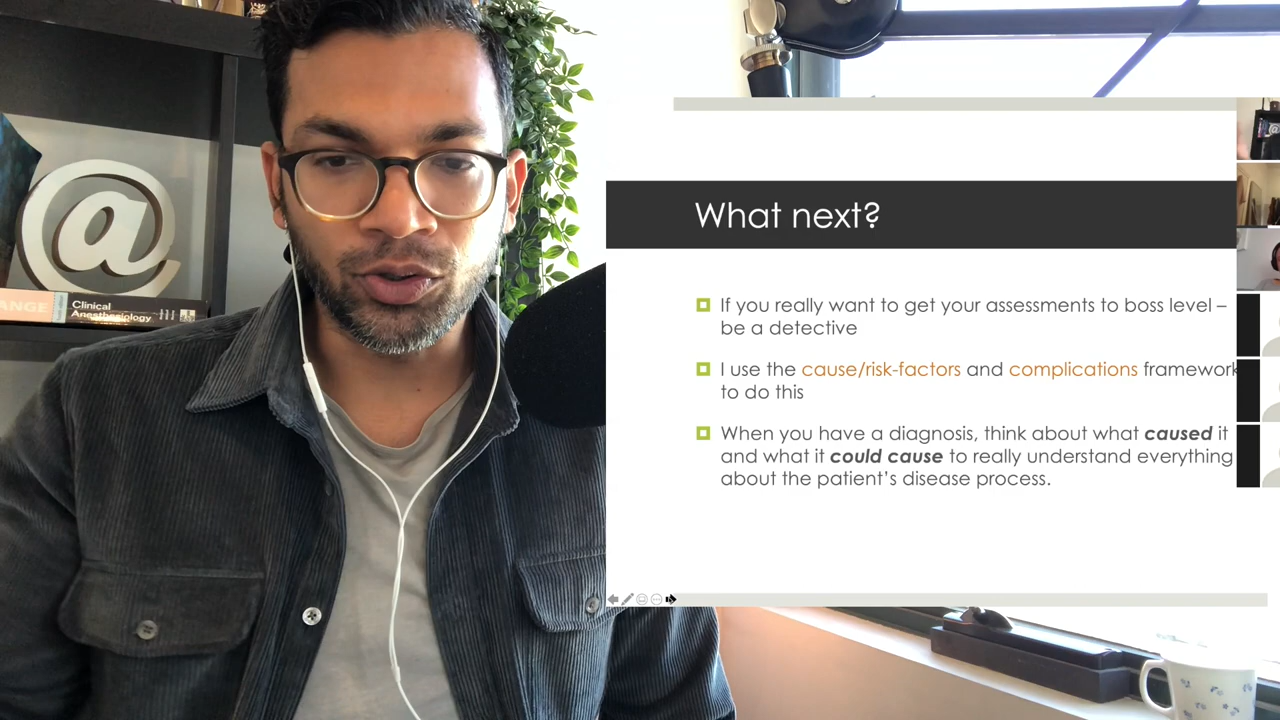 @
ANGE
Clinical
Anesthesiology
What next?
If you really want to get your assessments to boss level –
be a detective
I use the cause/risk-factors and complications framework
to do this
When you have a diagnosis, think about what caused it
and what it could cause to really understand everything
about the patient's disease process.